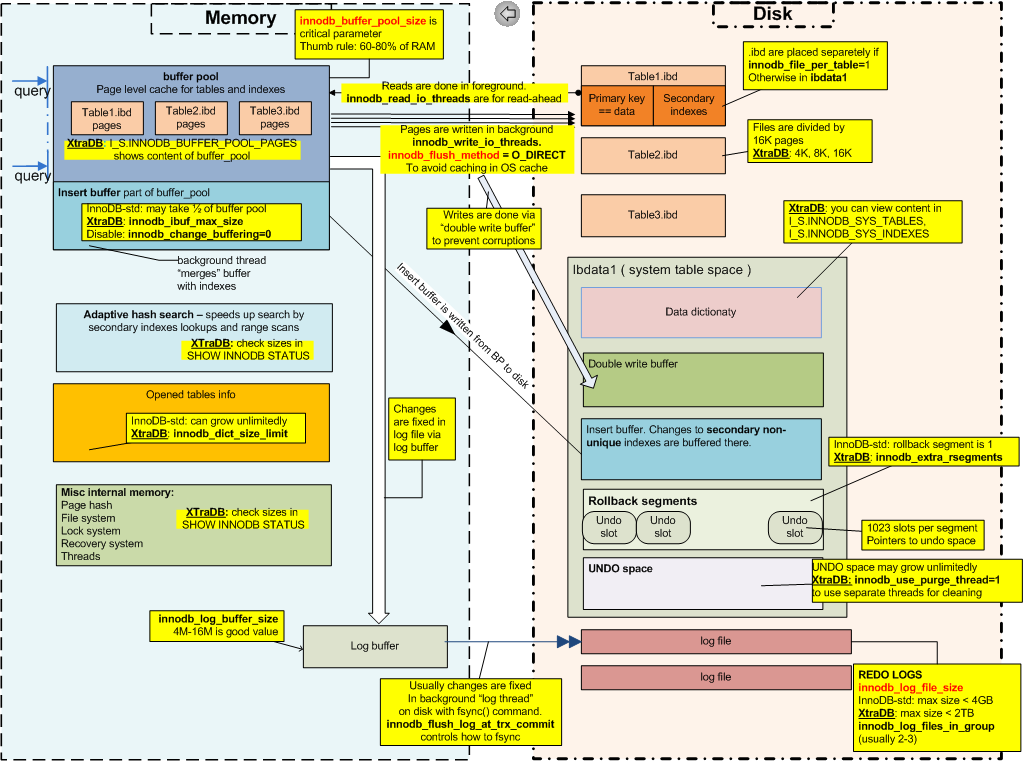 Memory
Disk
innodb_buffer_pool_size is
critical parameter
Thumb rule: 60-80% of RAM
query
query
buffer pool
Page level cache for tables and indexes
Table1.ibd
pages
Table2.ibd
pages
Table3.ibd
pages
XtraDB: I_S.INNODB_BUFFER_POOL_PAGES
shows content of buffer_pool
Insert buffer part of buffer_pool
InnoDB-std: may take ½ of buffer pool
XtraDB: innodb_ibuf_max_size
Disable: innodb_change_buffering=0
background thread
“merges” buffer
with indexes
Adaptive hash search – speeds up search by
secondary indexes lookups and range scans
XTraDB: check sizes in
SHOW INNODB STATUS
Opened tables info
InnoDB-std: can grow unlimitedly
XtraDB: innodb_dict_size_limit
Misc internal memory:
Page hash
File system
Lock system
Recovery system
Threads
XTraDB: check sizes in
SHOW INNODB STATUS
innodb_log_buffer_size
4M-16M is good value
Log buffer
Reads are done in foreground.
innodb_read_io_threads are for read-ahead
Pages are written in background
innodb_write_io_threads.
innodb_flush_method = O_DIRECT
To avoid caching in OS cache
Writes are done via
“double write buffer”
to prevent corruptions
Insert buffer is written from BP to disk
Changes
are fixed in
log file via
log buffer
Usually changes are fixed
In background “log thread”
on disk with fsync() command.
innodb_flush_log_at_trx_commit
controls how to fsync
.ibd are placed separetely if
innodb_file_per_table=1
Otherwise in ibdata1
Table1.ibd
Primary key
== data
Secondary
indexes
Files are divided by
16K pages
XtraDB: 4K, 8K, 16K
Table2.ibd
Table3.ibd
XtraDB: you can view content in
I_S.INNODB_SYS_TABLES,
I_S.INNODB_SYS_INDEXES
Ibdata1 ( system table space )
Data dictionaty
Double write buffer
Insert buffer. Changes to secondary non-
unique indexes are buffered there.
InnoDB-std: rollback segment is 1
XtraDB: innodb_extra_rsegments
Rollback segments
Undo
slot
Undo
slot
Undo
slot
1023 slots per segment
Pointers to undo space
UNDO space
UNDO space may grow unlimitedly
XtraDB: innodb_use_purge_thread=1
to use separate threads for cleaning
log file
log file
REDO LOGS
innodb_log_file_size
InnoDB-std: max size < 4GB
XtraDB: max size < 2TB
innodb_log_files_in_group
(usually 2-3)